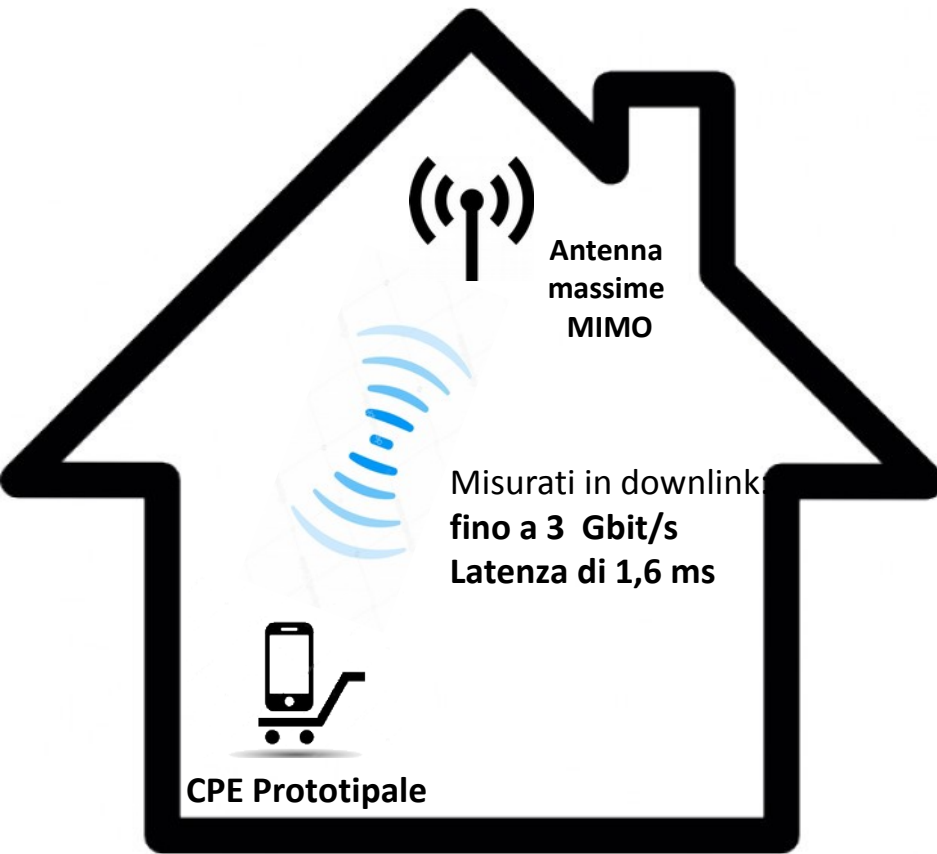 Antenna
massime
MIMO
Misurati in downlink:
fino a 3 Gbit/s
Latenza di 1,6 ms
CPE Prototipale